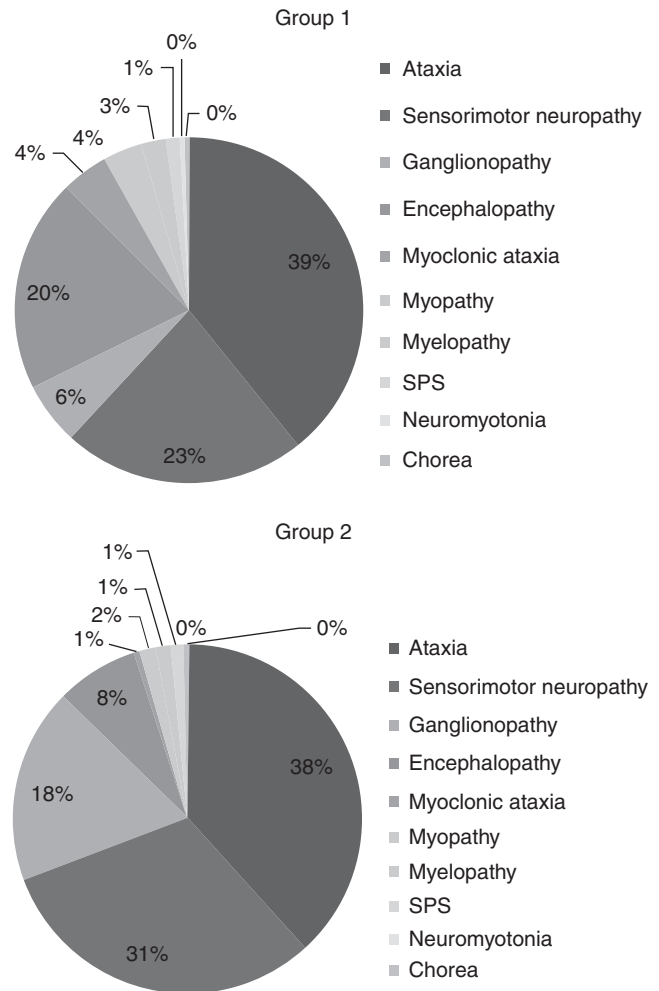 Group 1
0%
1%
0%
3%
4%
4%
39%
20%
6%
23%
Ataxia
Sensorimotor neuropathy
Ganglionopathy
Encephalopathy
Myoclonic ataxia
Myopathy
Myelopathy
SPS
Neuromyotonia
Chorea
Group 2
1%
1%
2%
0%
0%
1%
8%
38%
18%
31%
Ataxia
Sensorimotor neuropathy
Ganglionopathy
Encephalopathy
Myoclonic ataxia
Myopathy
Myelopathy
SPS
Neuromyotonia
Chorea